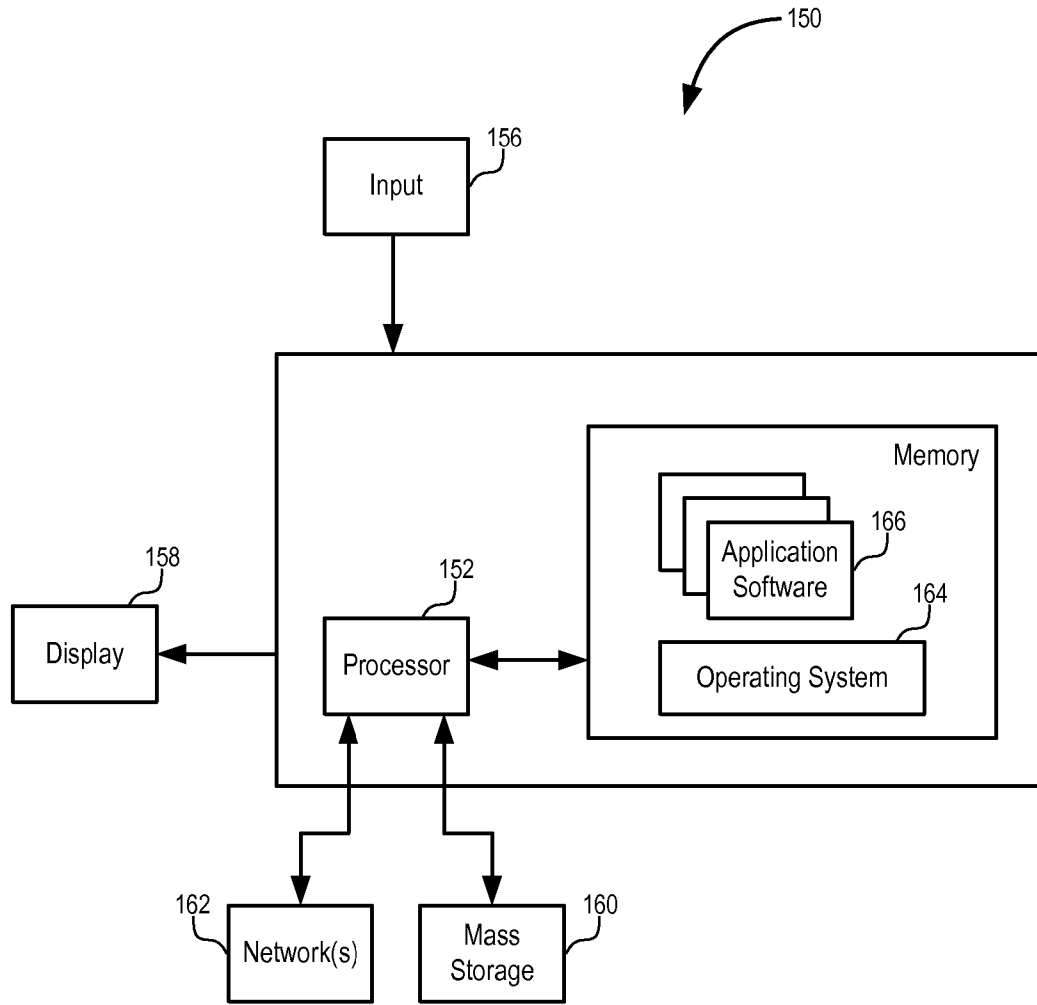 150
156
Input
Memory
166
Application
Software
158
152
164
Display
Processor
Operating System
162
160
Network(s)
Mass
Storage